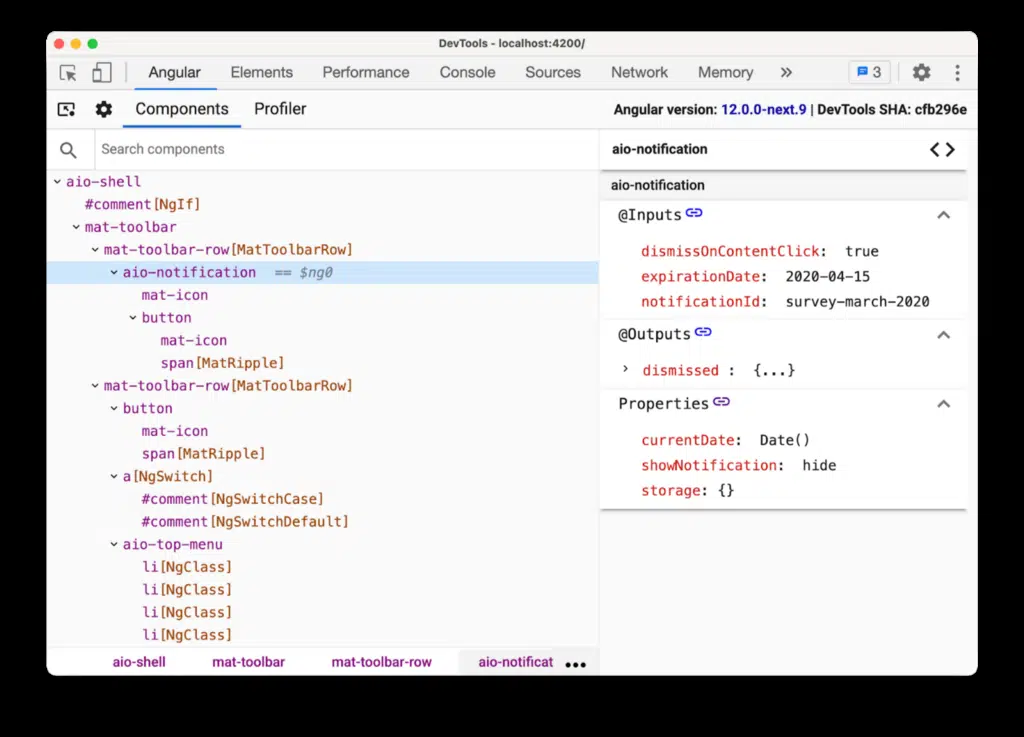 DevTools - localhost:4200/
Angular Elements Performance Console Sources Network Memory » 3
Components Profiler Angular version: 12.0.0-next.9 | DevTools SHA: cfb296e
Search components
aio-shell
#comment[NgIf]
mat-toolbar
mat-toolbar-row[MatToolbarRow]
aio-notification == $ng0
mat-icon
button
mat-icon
span[MatRipple]
mat-toolbar-row[MatToolbarRow]
button
mat-icon
span[MatRipple]
a[NgSwitch]
#comment[NgSwitchCase]
#comment[NgSwitchDefault]
aio-top-menu
li[NgClass]
li[NgClass]
li[NgClass]
li[NgClass]
aio-shell mat-toolbar mat-toolbar-row aio-notificat •••
aio-notification
aio-notification
@Inputs
dismissOnContentClick: true
expirationDate: 2020-04-15
notificationId: survey-march-2020
@Outputs
dismissed : {...}
Properties
currentDate: Date()
showNotification: hide
storage: {}